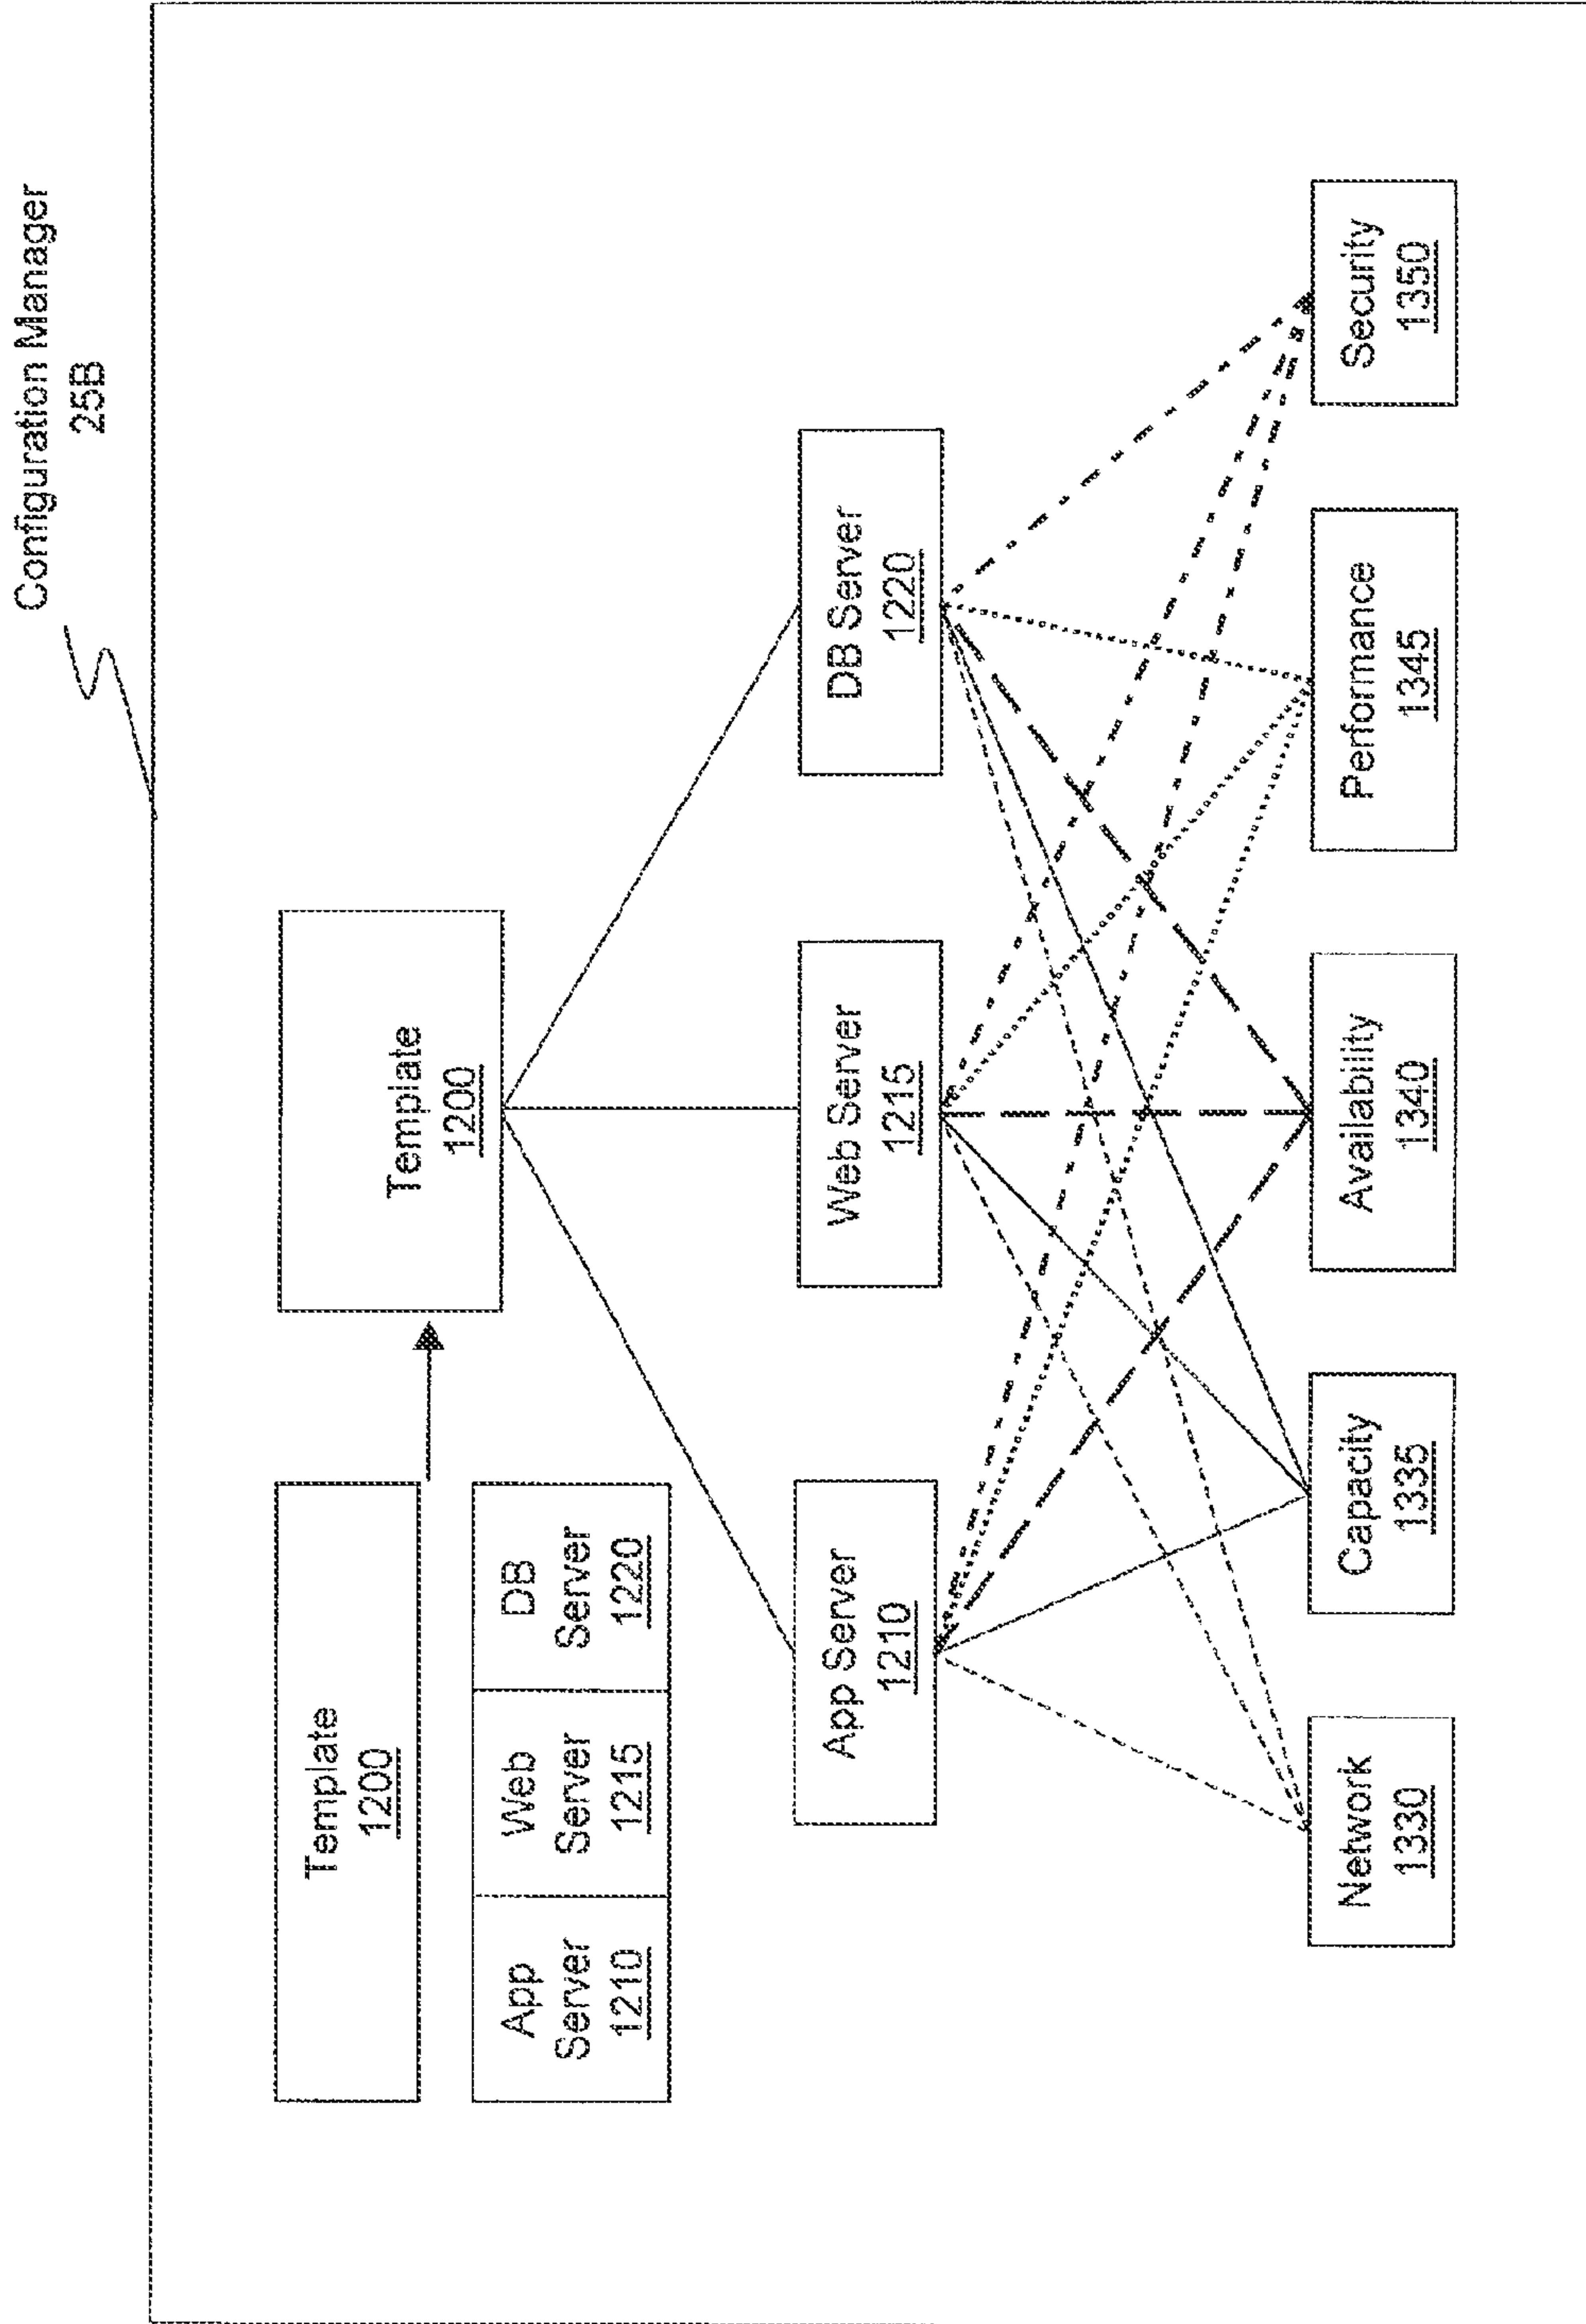 Configuration Manager
25B
Template
1200
App
Server
1210
Web
Server
1215
DB
Server
1220
Template
1200
App Server
1210
Web Server
1215
DB Server
1220
Network
1330
Capacity
1335
Availability
1340
Performance
1345
Security
1350